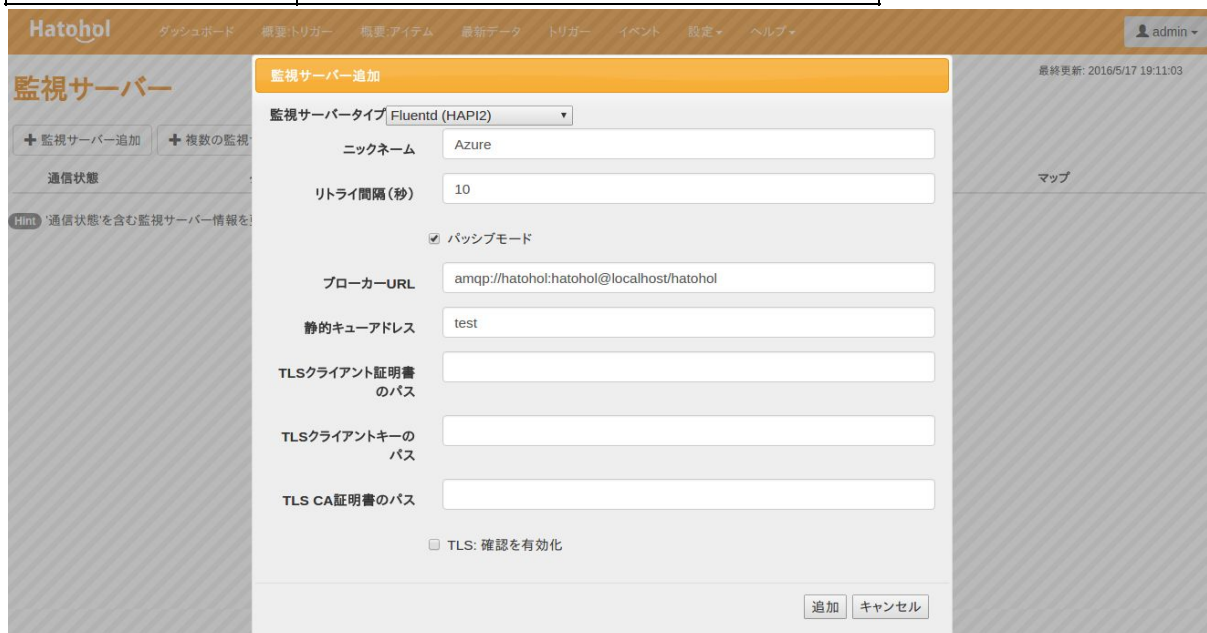 Hatohol
ダッシュボード 概要:トリガー 概要:アイテム 最新データ トリガー イベント 設定 ヘルプ
admin
監視サーバー
最終更新: 2016/5/17 19:11:03
監視サーバー追加
複数の監視
通信状態
マップ
Hint '通信状態'を含む監視サーバー情報を
監視サーバー追加
監視サーバータイプ Fluentd (HAPI2)
ニックネーム Azure
リトライ間隔(秒) 10
パッシブモード
ブローカーURL amqp://hatohol:hatohol@localhost/hatohol
静的キューアドレス test
TLSクライアント証明書
のパス
TLSクライアントキーの
パス
TLS CA証明書のパス
TLS: 確認を有効化
追加 キャンセル